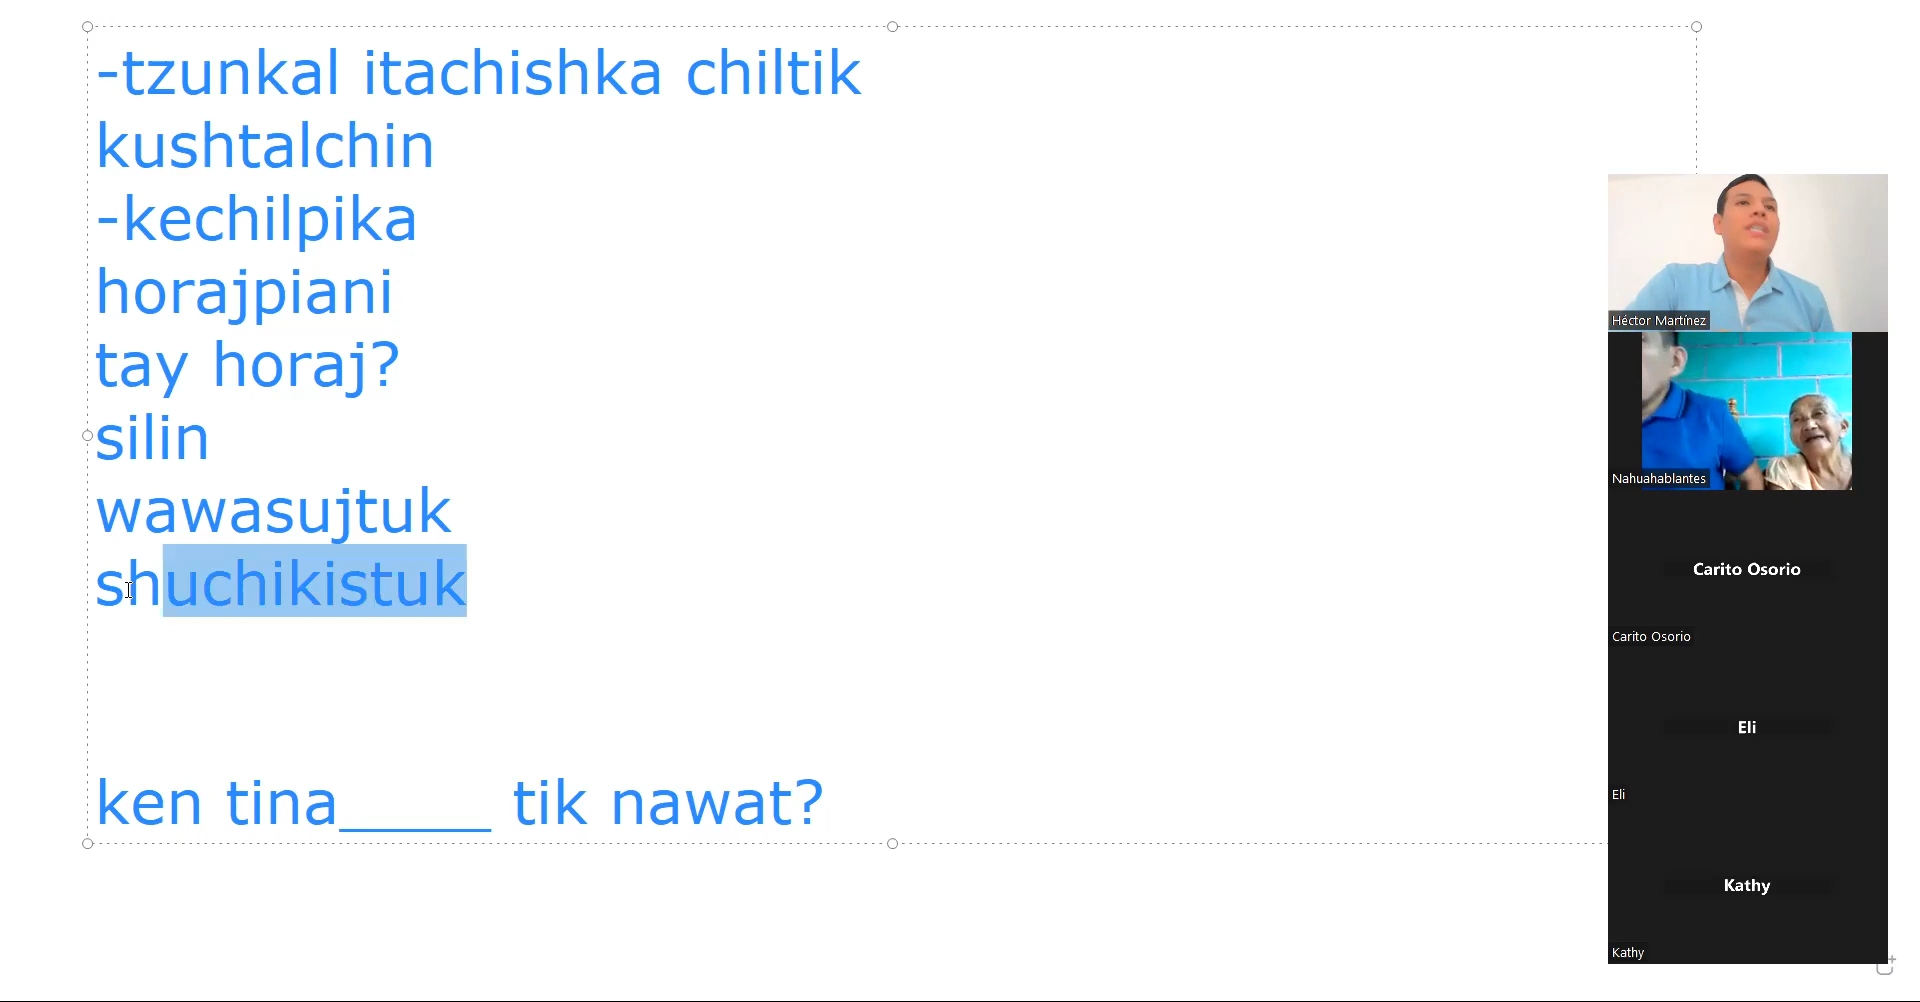 -tzunkal itachishka chiltik
kushtalchin
-kechilpika
horajpiani
tay horaj?
silin
wawasujtuk
shuchikistuk
ken tina_____ tik nawat?
Héctor Martínez
Nahuahablantes
Carito Osorio
Carito Osorio
Eli
Eli
Kathy
Kathy